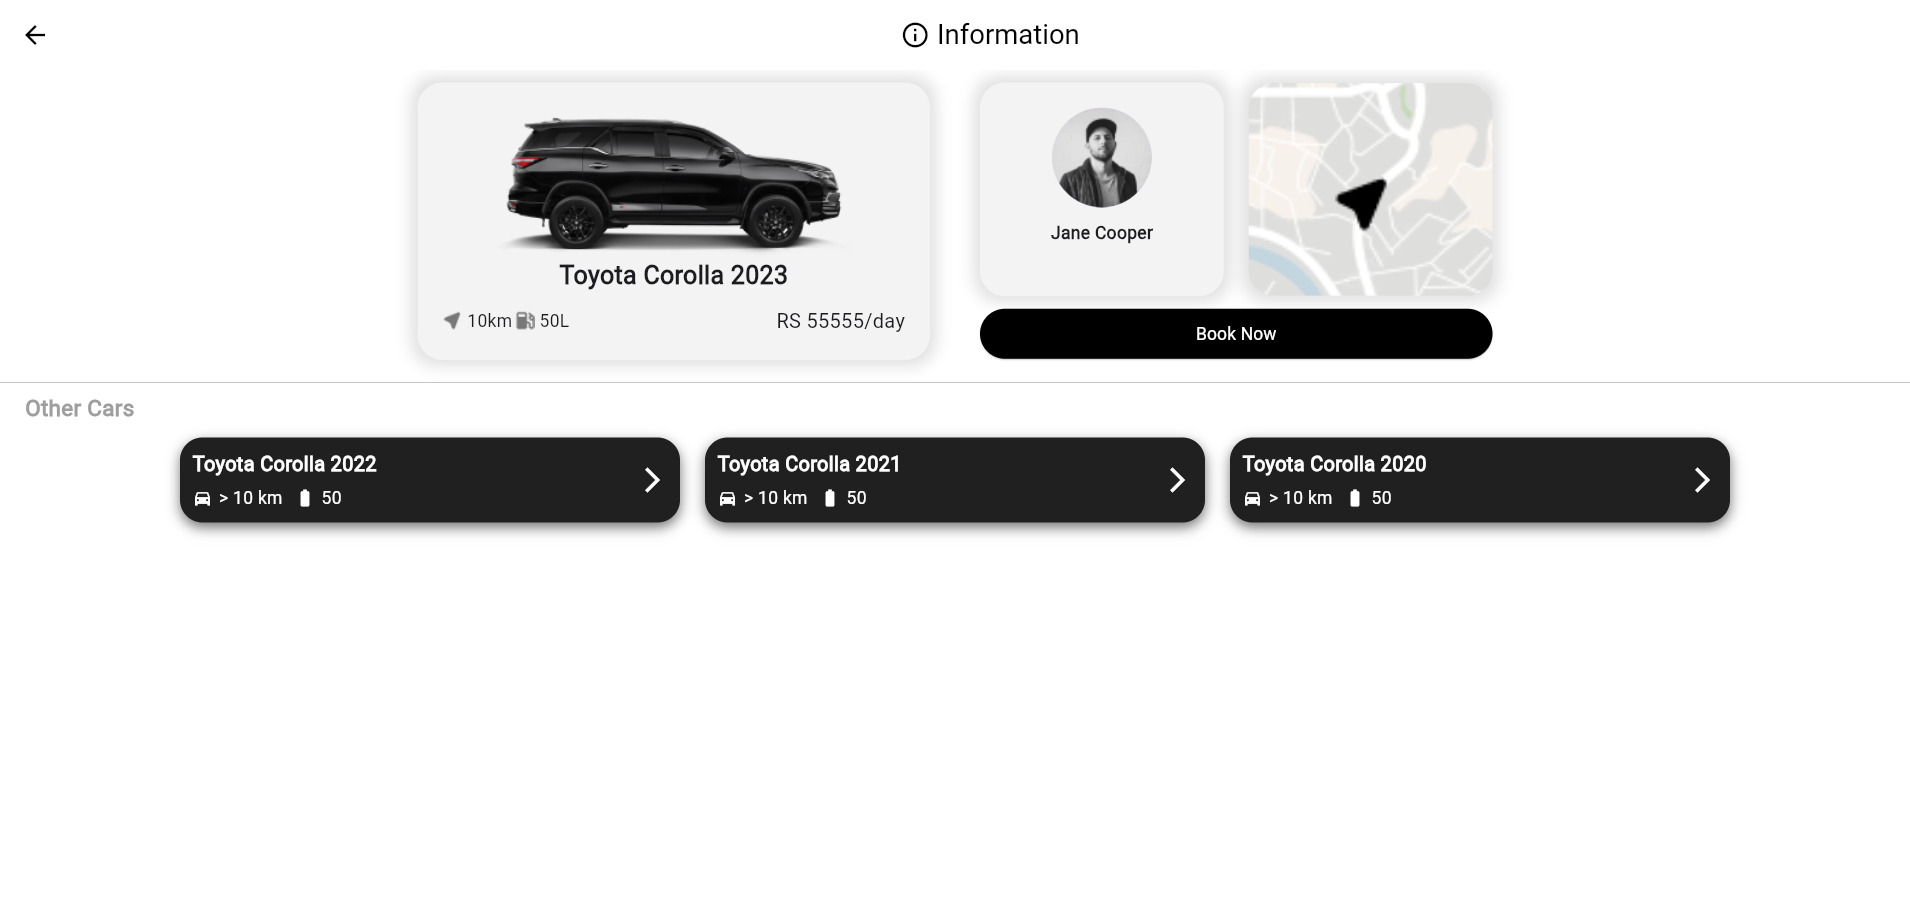 Information
Toyota Corolla 2023
10km 50L RS 55555/day
Jane Cooper
Book Now
Other Cars
Toyota Corolla 2022
> 10 km 50
Toyota Corolla 2021
> 10 km 50
Toyota Corolla 2020
> 10 km 50